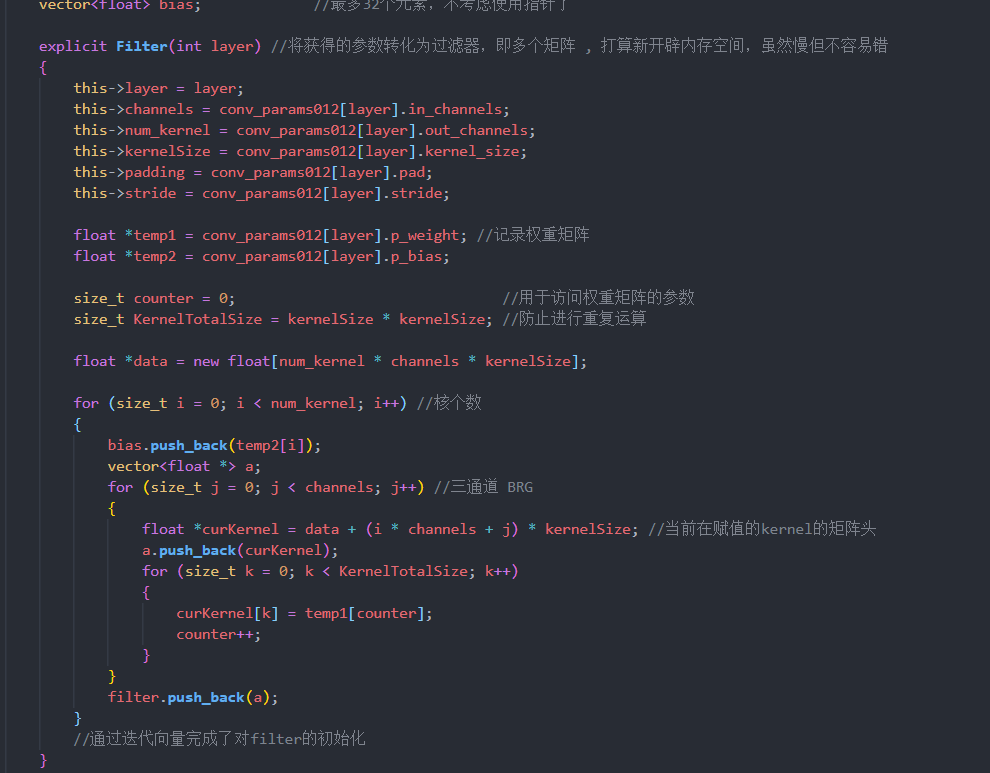 vector<float> bias;             //最多32个元素，不考虑使用指针了
explicit Filter(int layer) //将获得的参数转化为过滤器，即多个矩阵 , 打算新开辟内存空间，虽然慢但不容易错
{
    this->layer = layer;
    this->channels = conv_params012[layer].in_channels;
    this->num_kernel = conv_params012[layer].out_channels;
    this->kernelSize = conv_params012[layer].kernel_size;
    this->padding = conv_params012[layer].pad;
    this->stride = conv_params012[layer].stride;
    float *temp1 = conv_params012[layer].p_weight; //记录权重矩阵
    float *temp2 = conv_params012[layer].p_bias;
    size_t counter = 0;                               //用于访问权重矩阵的参数
    size_t KernelTotalSize = kernelSize * kernelSize; //防止进行重复运算
    float *data = new float[num_kernel * channels * kernelSize];
    for (size_t i = 0; i < num_kernel; i++) //核个数
    {
        bias.push_back(temp2[i]);
        vector<float *> a;
        for (size_t j = 0; j < channels; j++) //三通道 BRG
        {
            float *curKernel = data + (i * channels + j) * kernelSize; //当前在赋值的kernel的矩阵头
            a.push_back(curKernel);
            for (size_t k = 0; k < KernelTotalSize; k++)
            {
                curKernel[k] = temp1[counter];
                counter++;
            }
        }
        filter.push_back(a);
    }
    //通过迭代向量完成了对filter的初始化
}